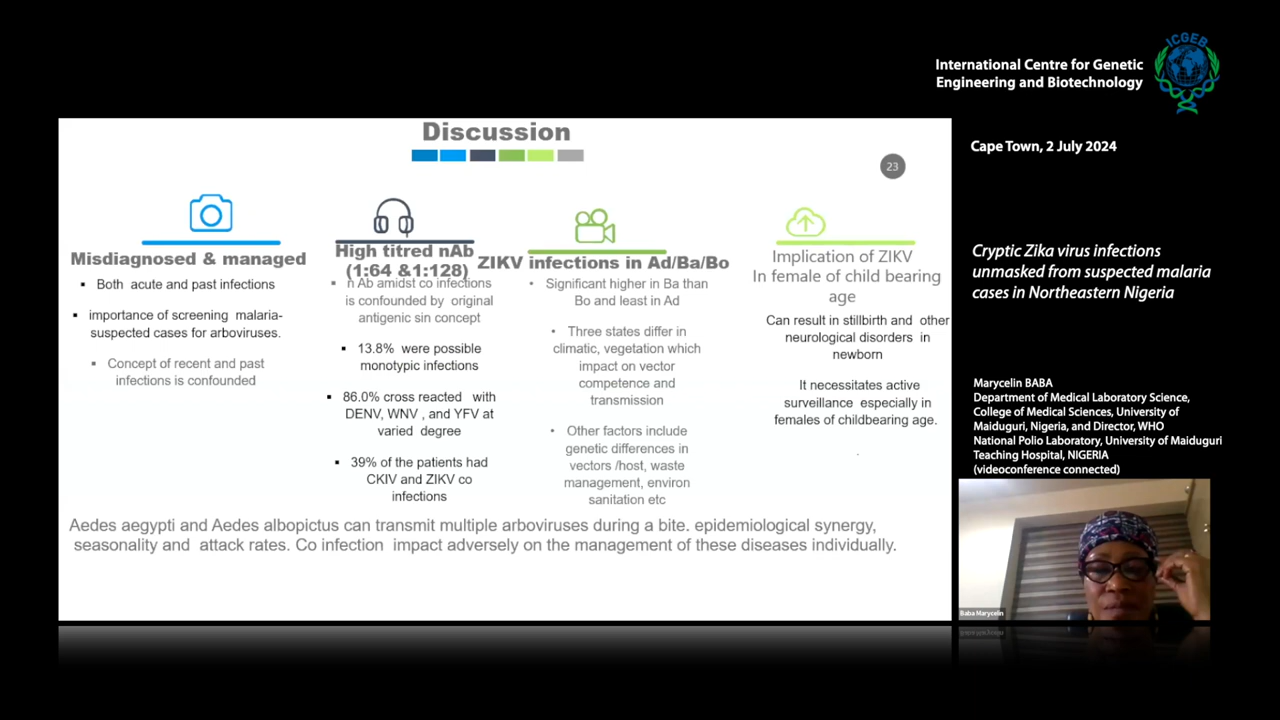 ICGEB
International Centre for Genetic
Engineering and Biotechnology
Cape Town, 2 July 2024
Discussion
23
Misdiagnosed & managed
▪ Both acute and past infections
▪ importance of screening malaria-
suspected cases for arboviruses.
▪ Concept of recent and past
infections is confounded
High titred nAb
(1:64 &1:128)
▪ n Ab amidst co infections
is confounded by original
antigenic sin concept
▪ 13.8% were possible
monotypic infections
▪ 86.0% cross reacted with
DENV, WNV , and YFV at
varied degree
▪ 39% of the patients had
CKIV and ZIKV co
infections
ZIKV infections in Ad/Ba/Bo
• Significant higher in Ba than
Bo and least in Ad
• Three states differ in
climatic, vegetation which
impact on vector
competence and
transmission
• Other factors include
genetic differences in
vectors /host, waste
management, environ
sanitation etc
Implication of ZIKV
In female of child bearing
age
Can result in stillbirth and other
neurological disorders in
newborn
It necessitates active
surveillance especially in
females of childbearing age.
.
Aedes aegypti and Aedes albopictus can transmit multiple arboviruses during a bite. epidemiological synergy,
seasonality and attack rates. Co infection impact adversely on the management of these diseases individually.
Cryptic Zika virus infections
unmasked from suspected malaria
cases in Northeastern Nigeria
Marycelin BABA
Department of Medical Laboratory Science,
College of Medical Sciences, University of
Maiduguri, Nigeria, and Director, WHO
National Polio Laboratory, University of Maiduguri
Teaching Hospital, NIGERIA
(videoconference connected)
Baba Marycelin